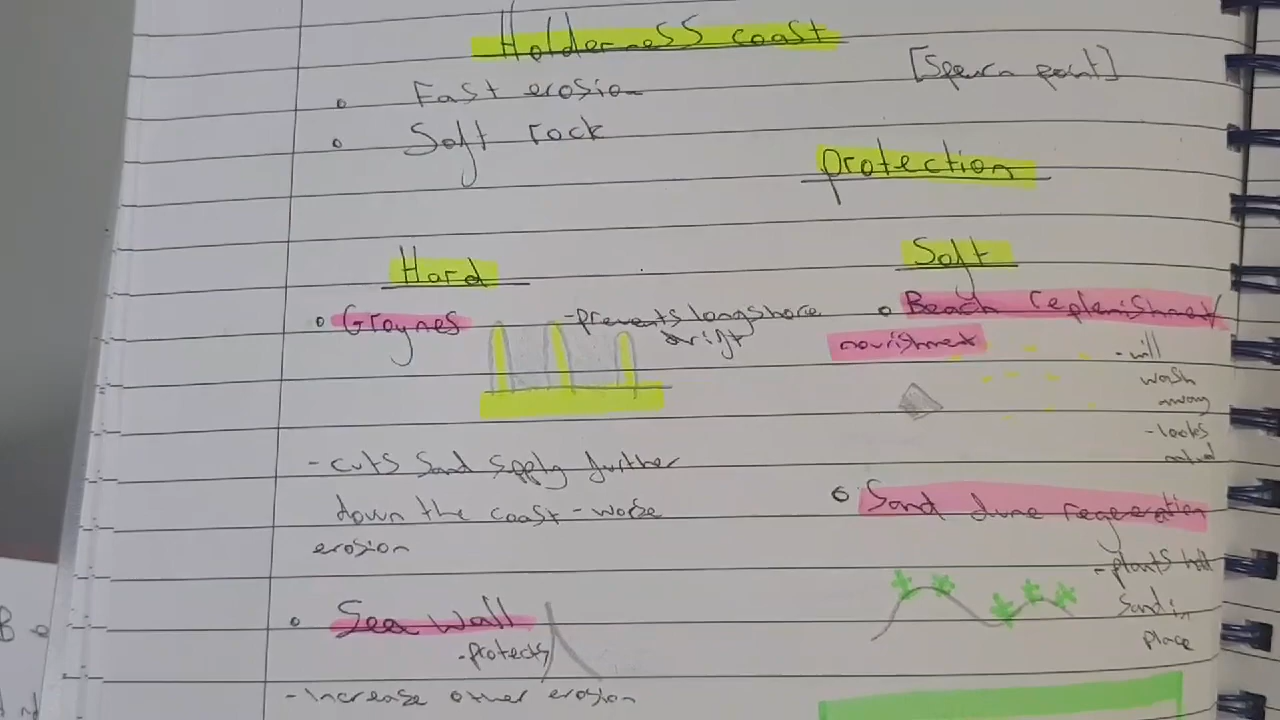 Holderness coast
[Spurn point]
• Fast erosion
• Soft rock
protection
Hard
• Groynes
-prevents longshore
drift
- cuts sand supply further
down the coast - worse
erosion
• Sea Wall
-protects
- increase other erosion
Soft
• Beach replenishment/
nourishment
- will
wash
away
- looks
natural
• Sand dune regeneration
- plants hold
sand in
place
B